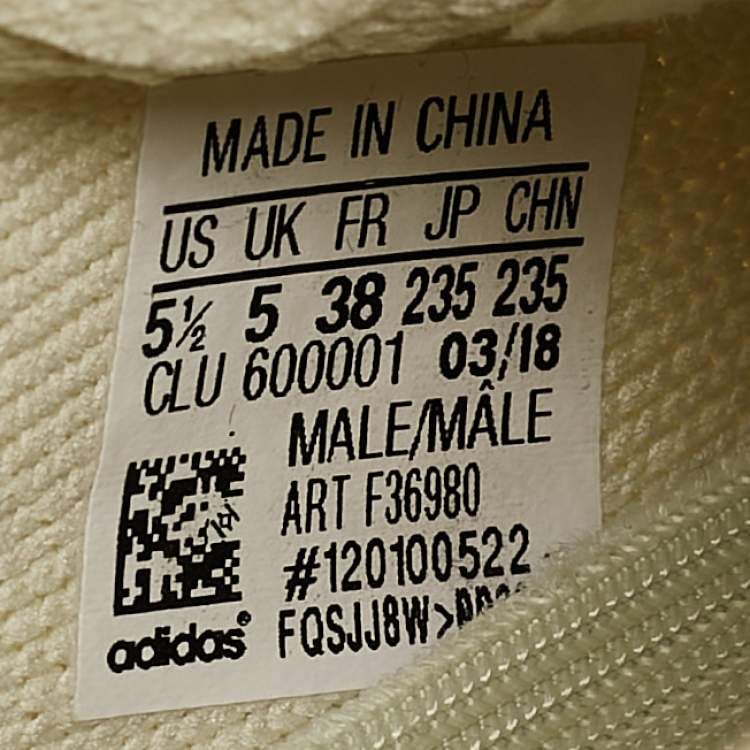 MADE IN CHINA
US UK FR JP CHN
5½ 5 38 235 235
CLU 600001 03/18
MALE/MÂLE
ART F36980
#120100522
FQSJJ8W>
adidas®